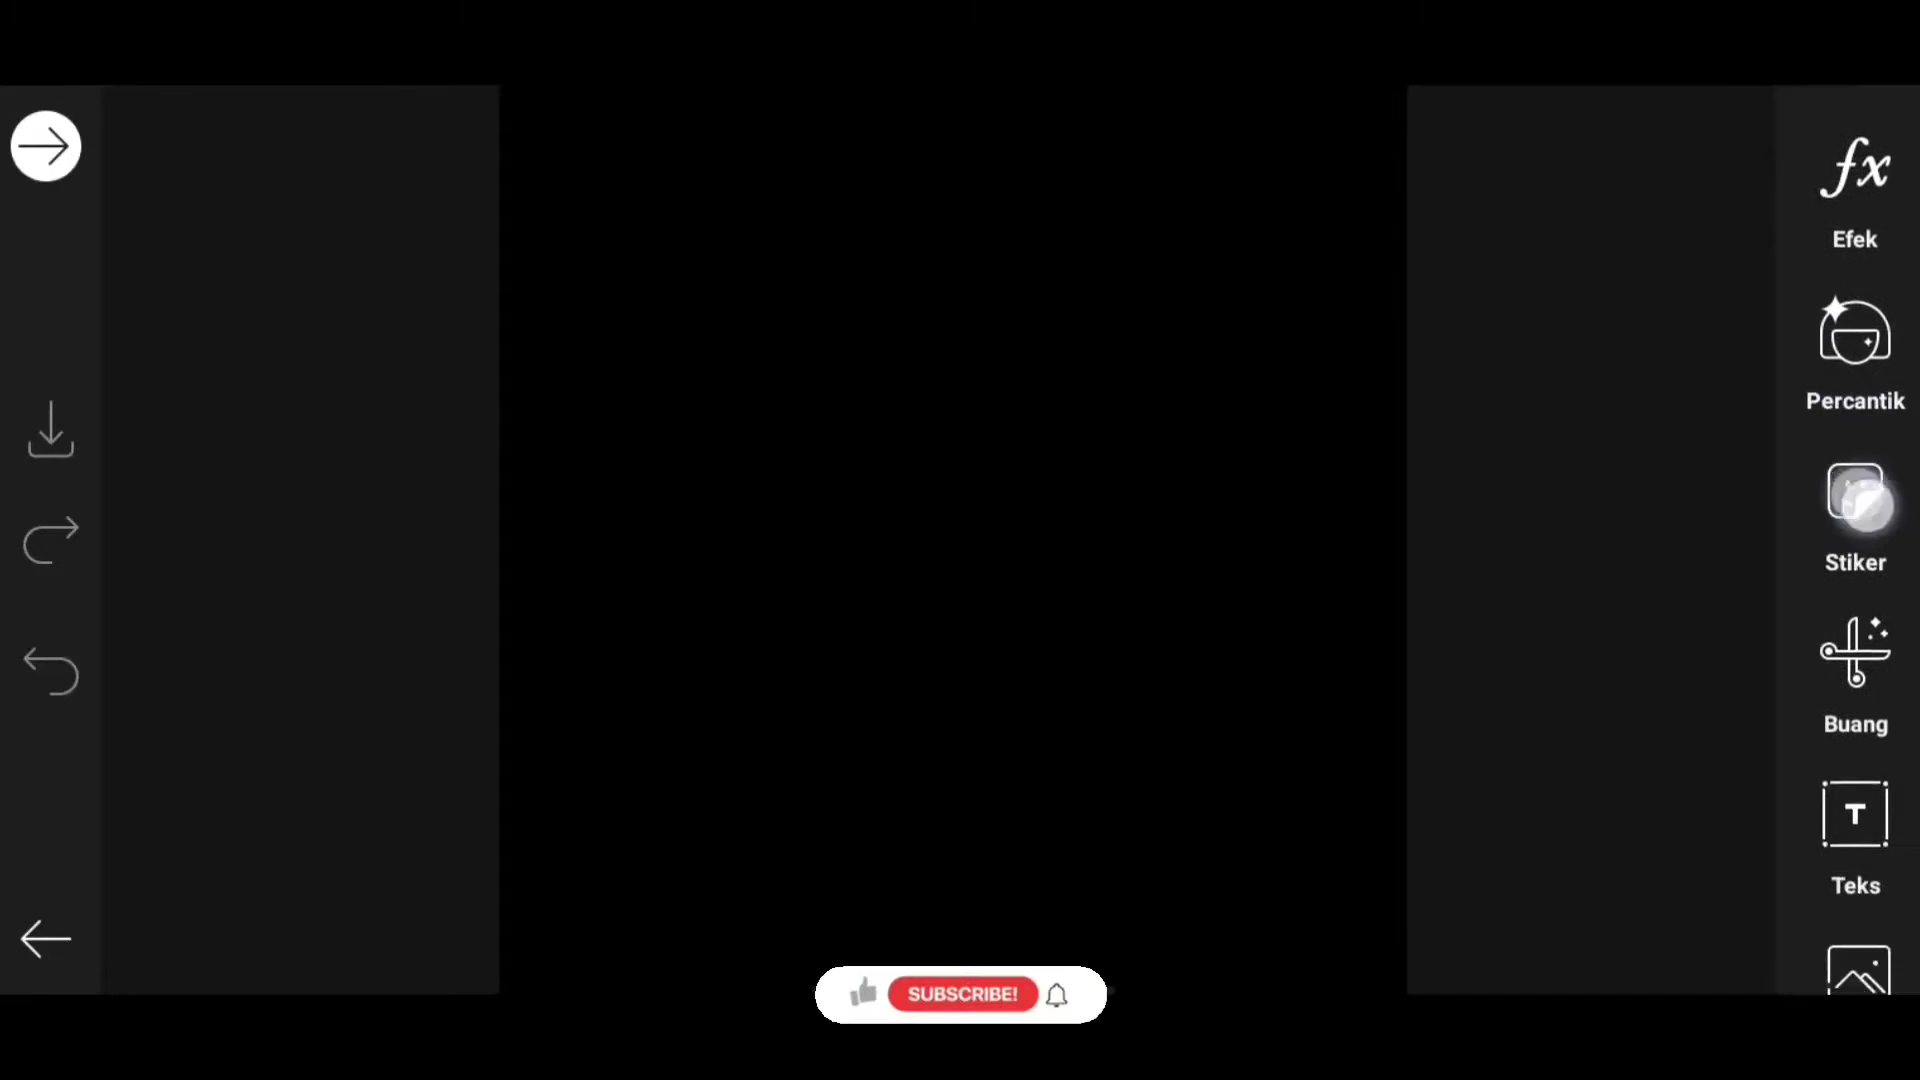 fx
Efek
Percantik
Stiker
Buang
T
Teks
SUBSCRIBE!